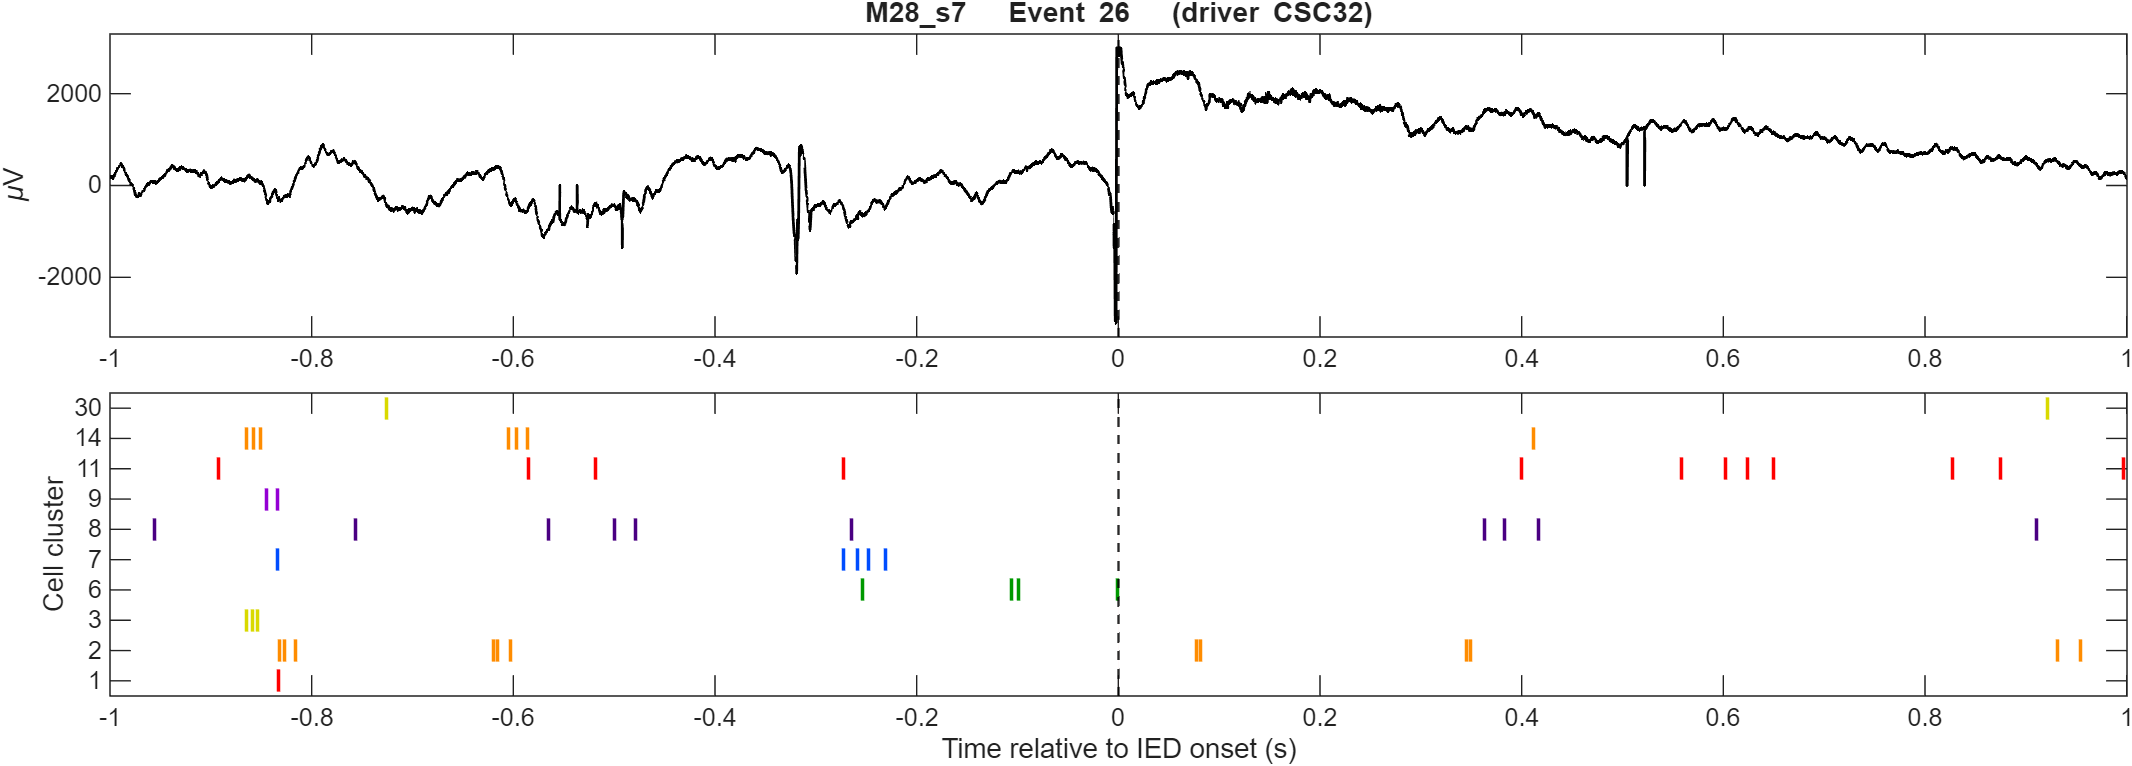 M28_s7 Event 26 (driver CSC32)
µV
2000
0
-2000
-1 -0.8 -0.6 -0.4 -0.2 0 0.2 0.4 0.6 0.8 1
Cell cluster
30
14
11
9
8
7
6
3
2
1
-1 -0.8 -0.6 -0.4 -0.2 0 0.2 0.4 0.6 0.8 1
Time relative to IED onset (s)